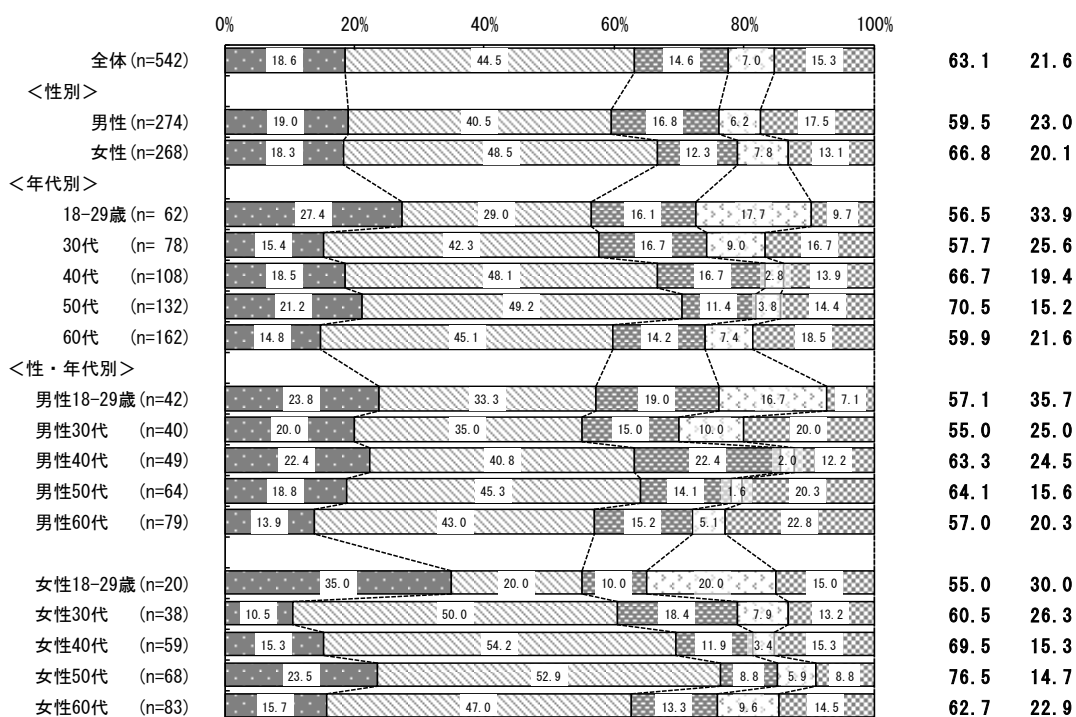 0% 20% 40% 60% 80% 100%
全体(n=542) 18.6 44.5 14.6 7.0 15.3 63.1 21.6
＜性別＞
男性(n=274) 19.0 40.5 16.8 6.2 17.5 59.5 23.0
女性(n=268) 18.3 48.5 12.3 7.8 13.1 66.8 20.1
＜年代別＞
18-29歳(n= 62) 27.4 29.0 16.1 17.7 9.7 56.5 33.9
30代 (n= 78) 15.4 42.3 16.7 9.0 16.7 57.7 25.6
40代 (n=108) 18.5 48.1 16.7 2.8 13.9 66.7 19.4
50代 (n=132) 21.2 49.2 11.4 3.8 14.4 70.5 15.2
60代 (n=162) 14.8 45.1 14.2 7.4 18.5 59.9 21.6
＜性・年代別＞
男性18-29歳(n=42) 23.8 33.3 19.0 16.7 7.1 57.1 35.7
男性30代 (n=40) 20.0 35.0 15.0 10.0 20.0 55.0 25.0
男性40代 (n=49) 22.4 40.8 22.4 2.0 12.2 63.3 24.5
男性50代 (n=64) 18.8 45.3 14.1 1.6 20.3 64.1 15.6
男性60代 (n=79) 13.9 43.0 15.2 5.1 22.8 57.0 20.3
女性18-29歳(n=20) 35.0 20.0 10.0 20.0 15.0 55.0 30.0
女性30代 (n=38) 10.5 50.0 18.4 7.9 13.2 60.5 26.3
女性40代 (n=59) 15.3 54.2 11.9 3.4 15.3 69.5 15.3
女性50代 (n=68) 23.5 52.9 8.8 5.9 8.8 76.5 14.7
女性60代 (n=83) 15.7 47.0 13.3 9.6 14.5 62.7 22.9